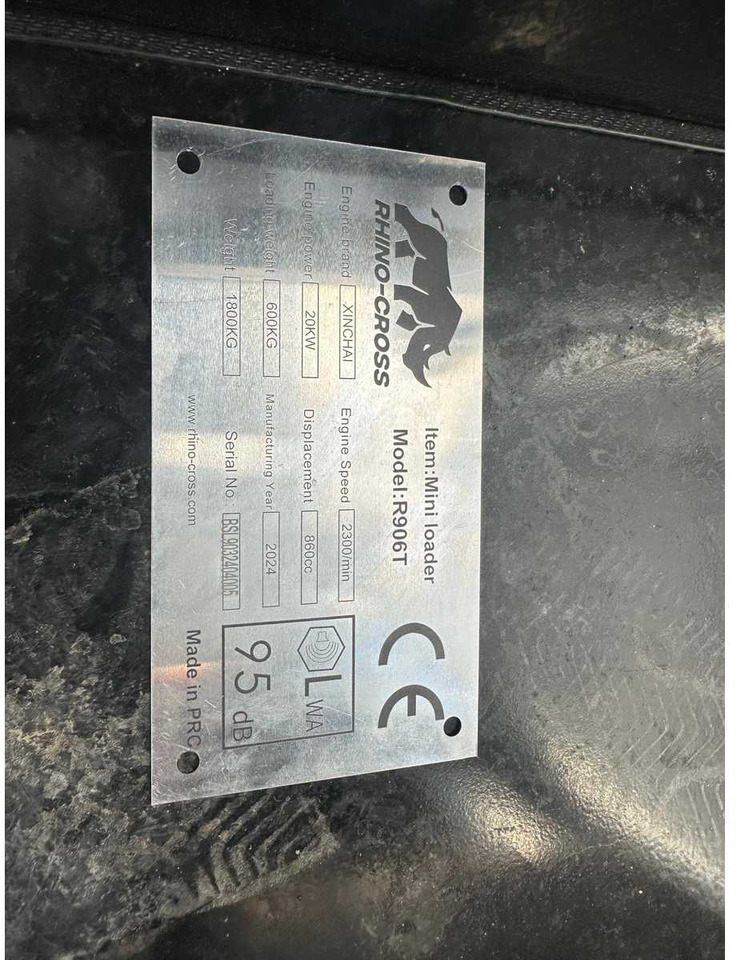 RHINO-CROSS
Item:Mini loader
Model:R906T
CE
Engine brand XINCHAI Engine Speed 2300/min
Engine power 20KW Displacement 860cc
Loading weight 600KG Manufacturing Year 2024
Weight 1800KG Serial No. BSL9032404006
LWA
95 dB
www.rhino-cross.com
Made in PRC